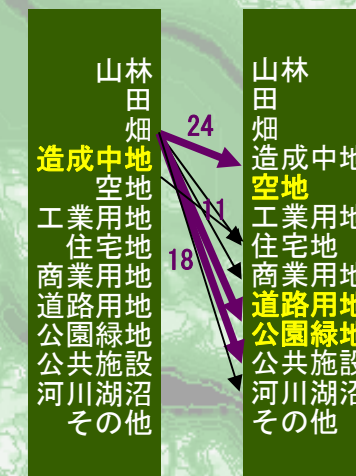 山林
田
畑
造成中地
空地
工業用地
住宅地
商業用地
道路用地
公園緑地
公共施設
河川湖沼
その他
24
11
18
山林
田
畑
造成中地
空地
工業用地
住宅地
商業用地
道路用地
公園緑地
公共施設
河川湖沼
その他